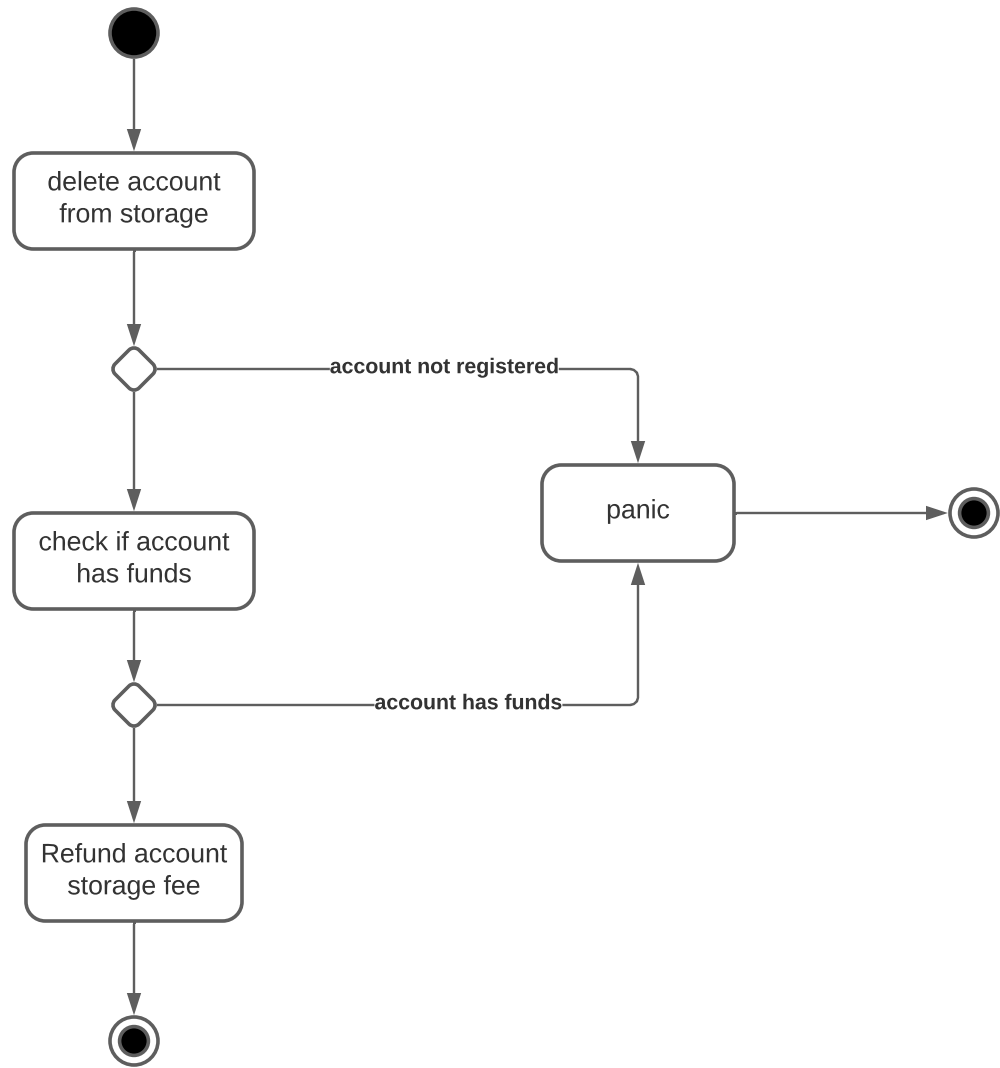 delete account
from storage
account not registered
panic
check if account
has funds
account has funds
Refund account
storage fee